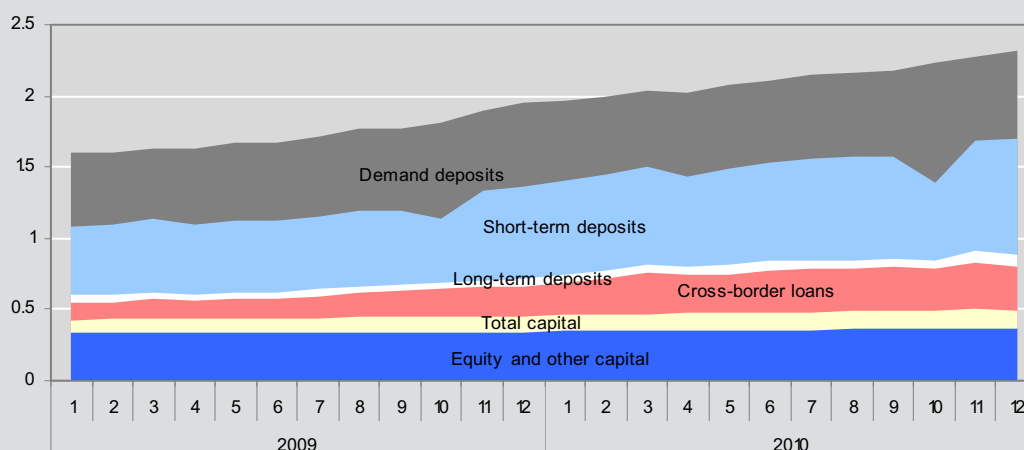 2.5
2
1.5
1
0.5
0
Demand deposits
Short-term deposits
Long-term deposits
Cross-border loans
Total capital
Equity and other capital
1 2 3 4 5 6 7 8 9 10 11 12 1 2 3 4 5 6 7 8 9 10 11 12
2009 2010